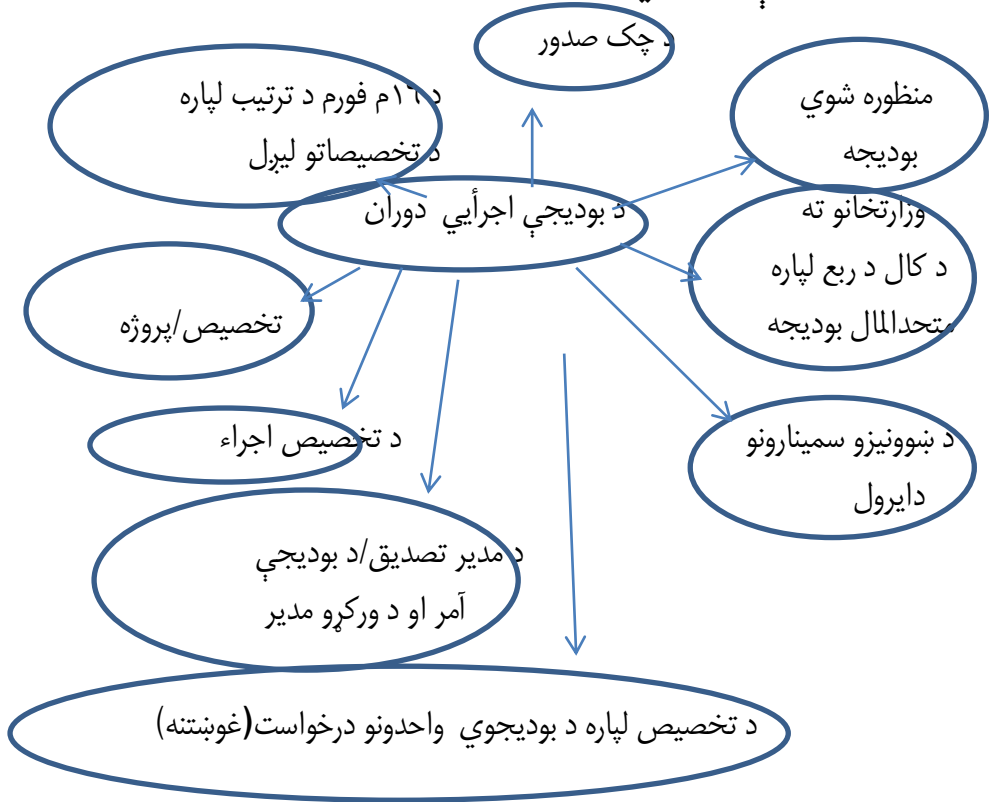 د چک صدور
منظوره شوي
بودیجه
د ١٦م فورم د ترتیب لپاره
د تخصیصاتو لیږل
د بودیجې اجرأیي دوران
وزارتخانو ته
د کال د ربع لپاره
متحدالمال بودیجه
تخصیص/پروژه
د تخصیص اجراء
د ښوونیزو سمینارونو
دایرول
د مدیر تصدیق/د بودیجې
آمر او د ورکړو مدیر
د تخصیص لپاره د بودیجوي واحدونو درخواست(غوښتنه)